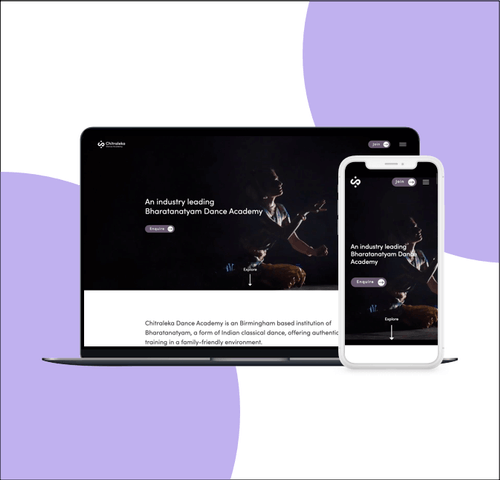 Chitraleka
Join
An industry leading
Bharatanatyam Dance Academy
Enquire
Explore
Chitraleka Dance Academy is an Birmingham based institution of
Bharatanatyam, a form of Indian classical dance, offering authentic
training in a family-friendly environment.
Join
An industry leading
Bharatanatyam Dance
Academy
Enquire
Explore